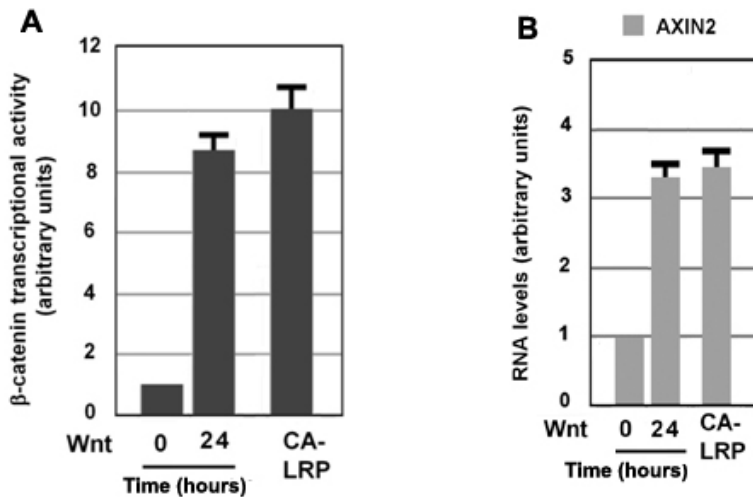 A
β-catenin transcriptional activity
(arbitrary units)
12
10
8
6
4
2
0
Wnt 0 24 CA-
LRP
Time (hours)
B
AXIN2
RNA levels (arbitrary units)
5
4
3
2
1
0
Wnt 0 24 CA-
LRP
Time (hours)